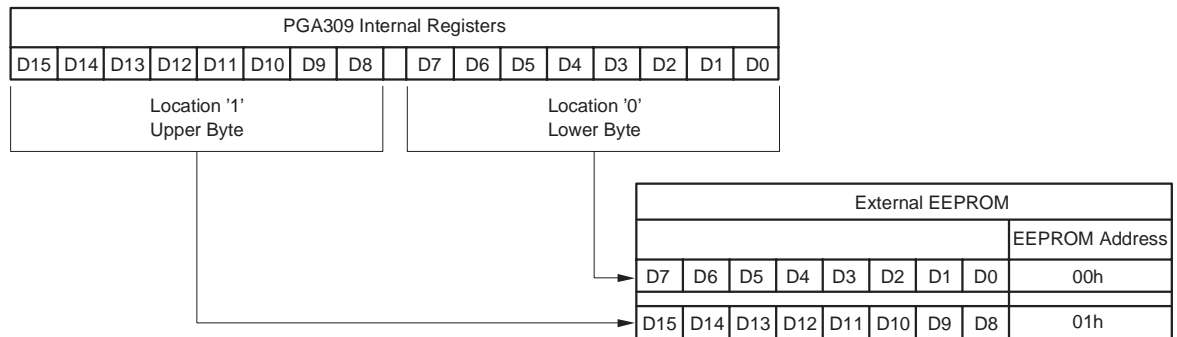 PGA309 Internal Registers
D15 D14 D13 D12 D11 D10 D9 D8 D7 D6 D5 D4 D3 D2 D1 D0
Location '1' Location '0'
Upper Byte Lower Byte
External EEPROM
EEPROM Address
D7 D6 D5 D4 D3 D2 D1 D0 00h
D15 D14 D13 D12 D11 D10 D9 D8 01h